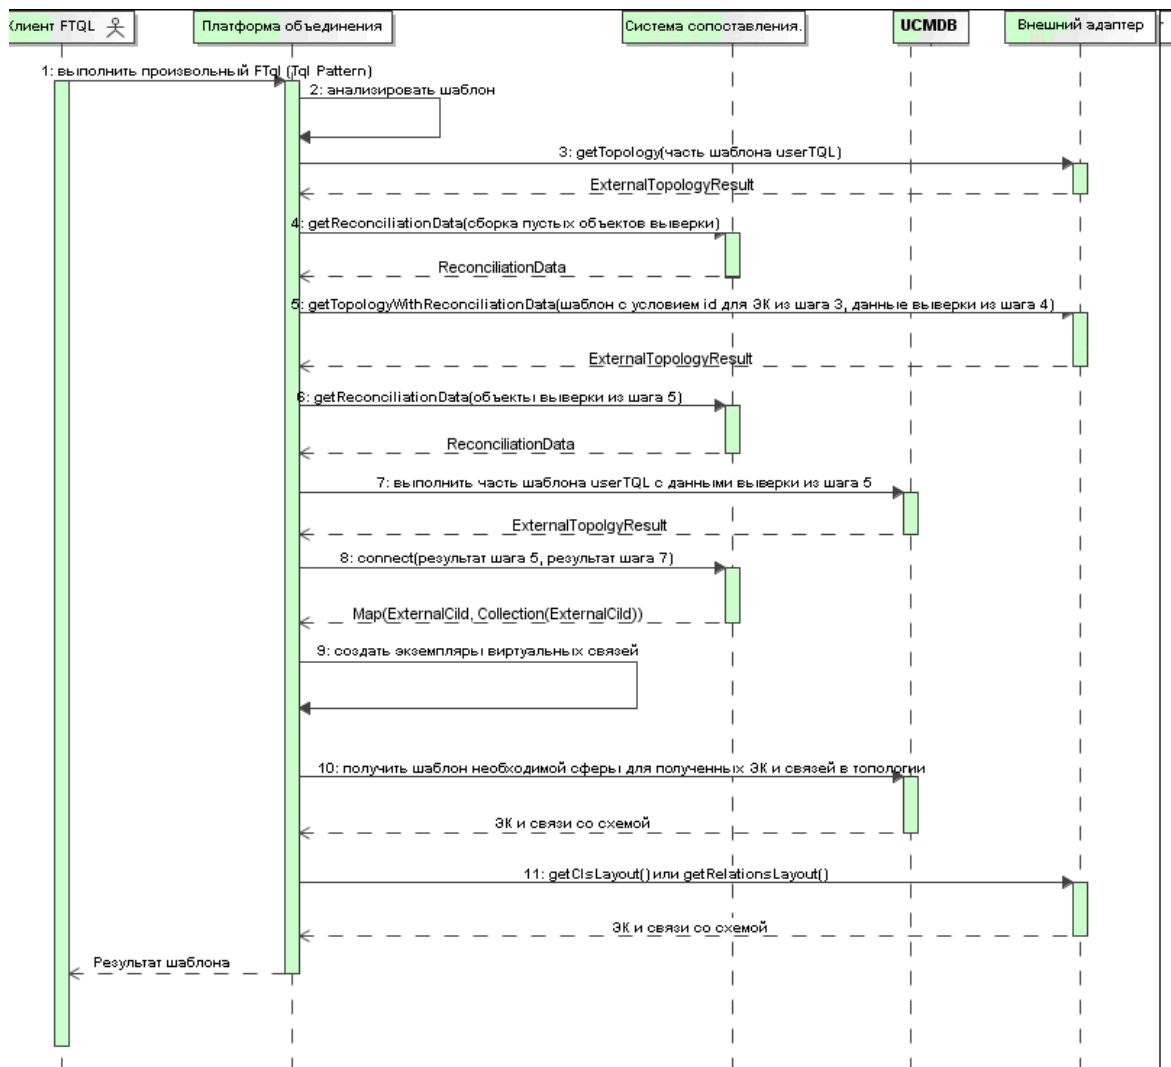 Клиент FTQL
Платформа объединения
Система сопоставления.
UCMDB
Внешний адаптер
1: выполнить произвольный FTql (Tql Pattern)
2: анализировать шаблон
3: getTopology(часть шаблона userTQL)
ExternalTopologyResult
4: getReconciliationData(сборка пустых объектов выверки)
ReconciliationData
5: getTopologyWithReconciliationData(шаблон с условием id для ЭК из шага 3, данные выверки из шага 4)
ExternalTopologyResult
6: getReconciliationData(объекты выверки из шага 5)
ReconciliationData
7: выполнить часть шаблона userTQL с данными выверки из шага 5
ExternalTopolgyResult
8: connect(результат шага 5, результат шага 7)
Map(ExternalCiId, Collection(ExternalCiId))
9: создать экземпляры виртуальных связей
10: получить шаблон необходимой сферы для полученных ЭК и связей в топологии
ЭК и связи со схемой
11: getCIsLayout() или getRelationsLayout()
ЭК и связи со схемой
Результат шаблона